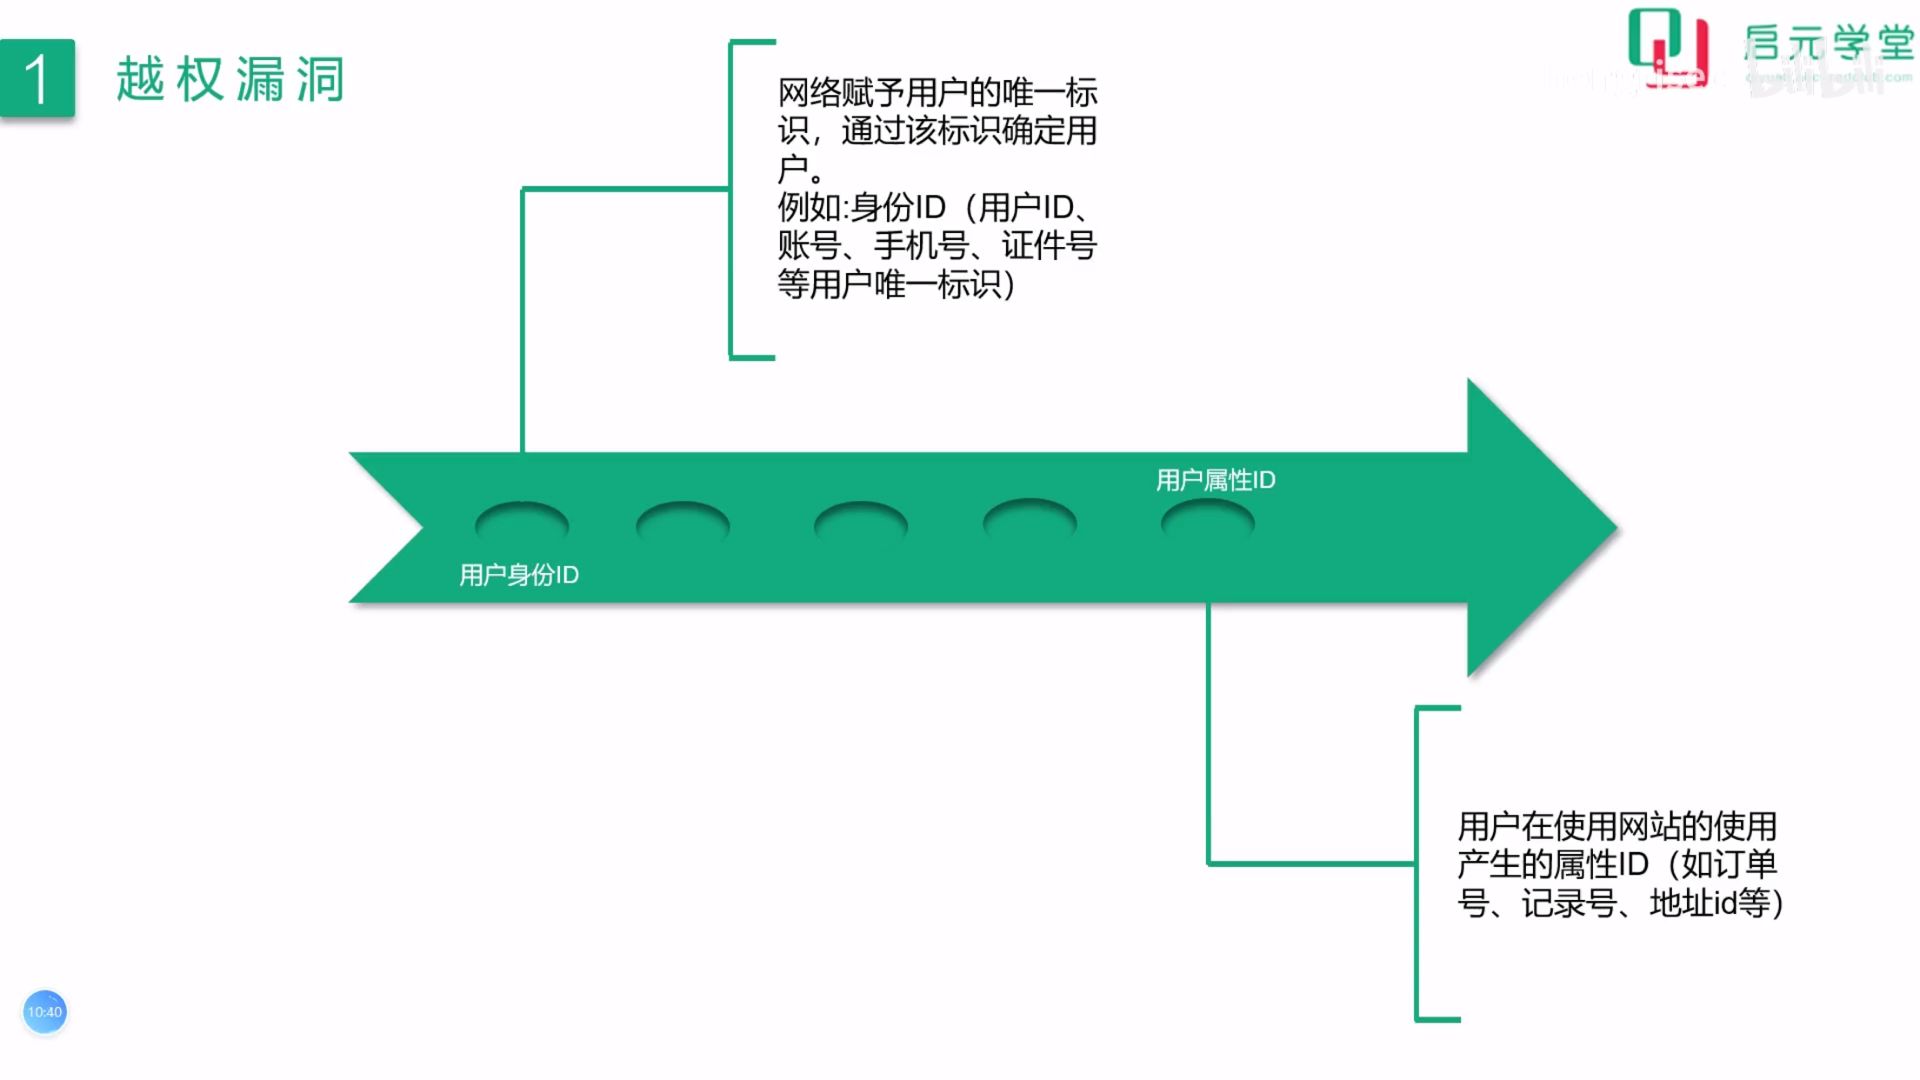 1
越权漏洞
启元学堂
网络赋予用户的唯一标
识，通过该标识确定用
户。
例如:身份ID（用户ID、
账号、手机号、证件号
等用户唯一标识）
用户属性ID
用户身份ID
用户在使用网站的使用
产生的属性ID（如订单
号、记录号、地址id等）
10:40